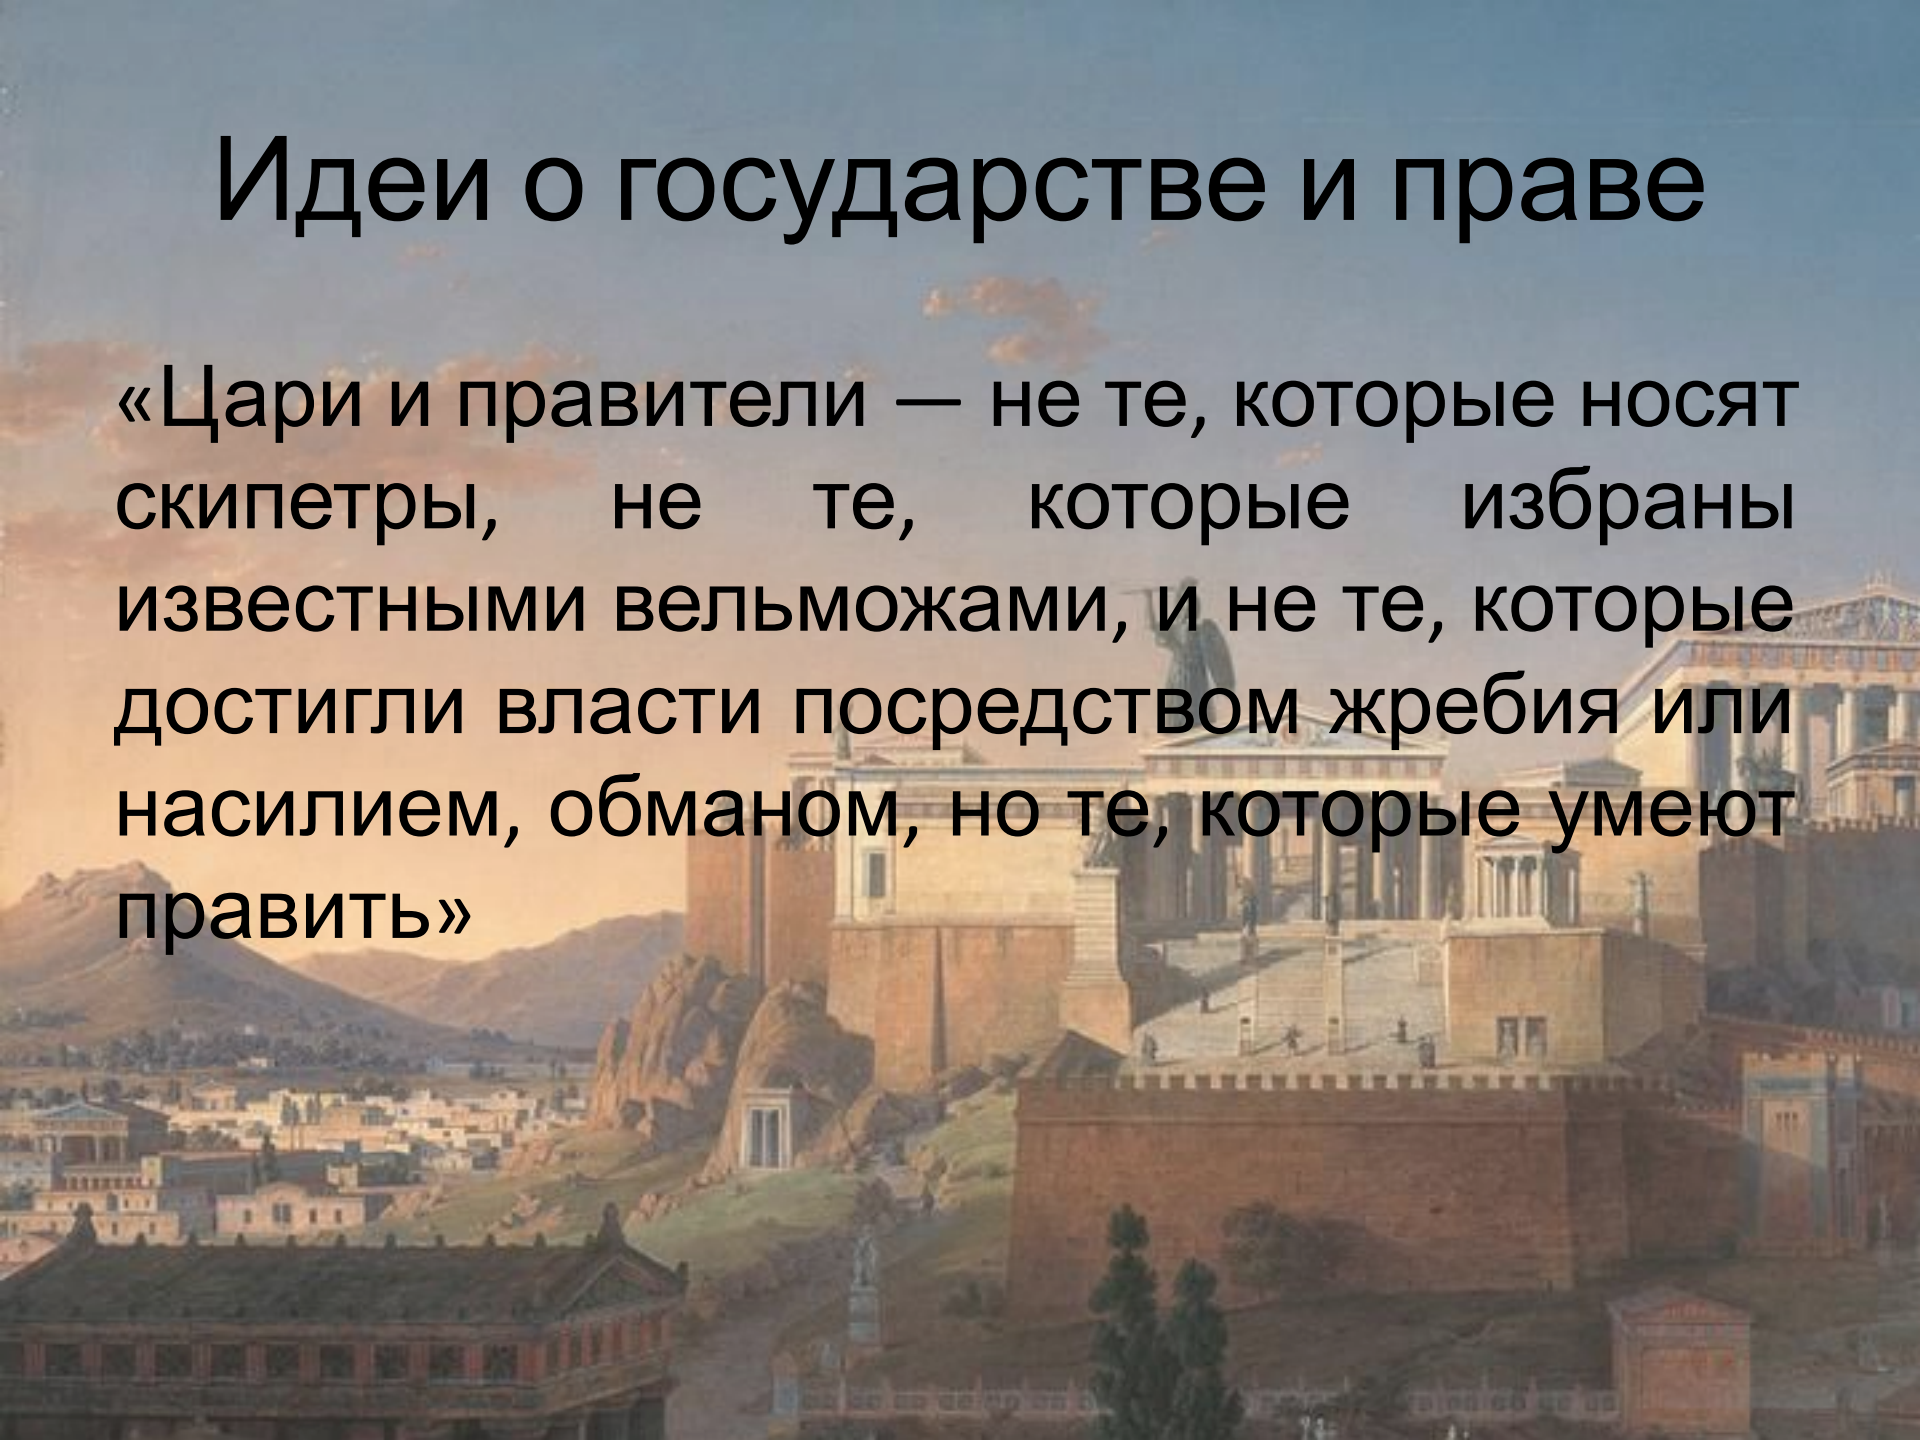 Идеи о государстве и праве
«Цари и правители — не те, которые носят
скипетры, не те, которые избраны
известными вельможами, и не те, которые
достигли власти посредством жребия или
насилием, обманом, но те, которые умеют
править»